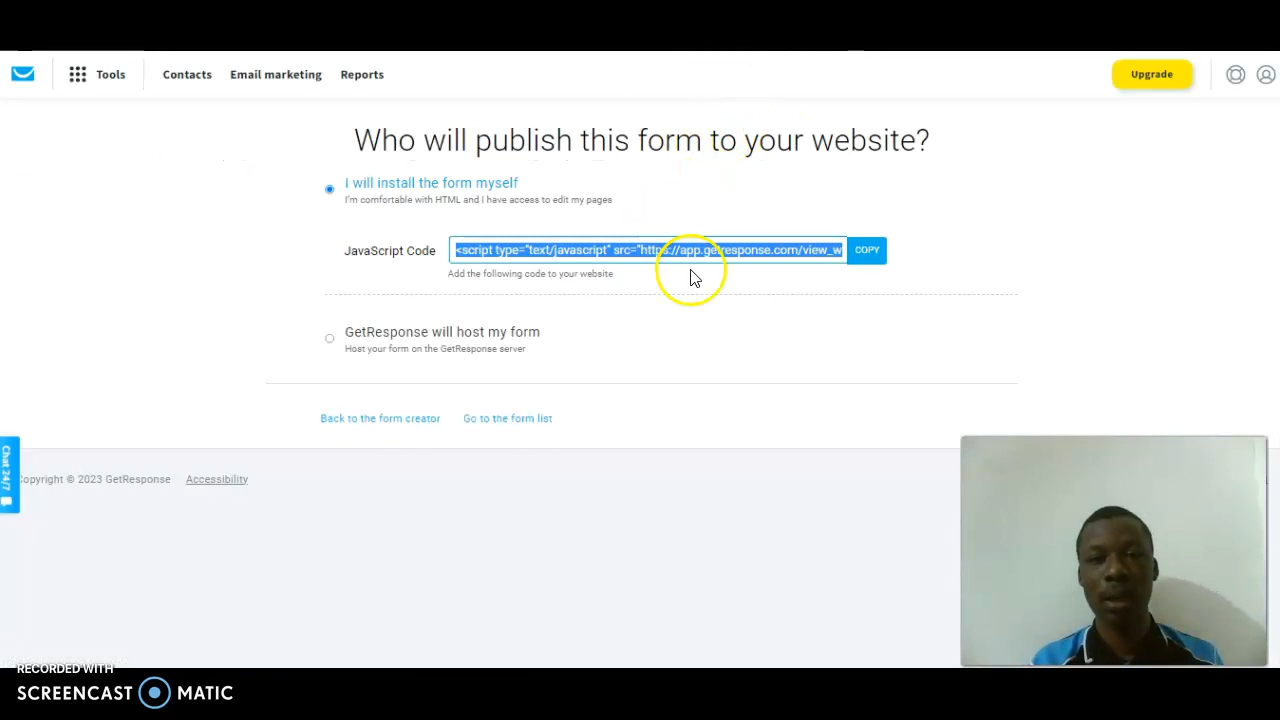 Tools
Contacts
Email marketing
Reports
Upgrade
Who will publish this form to your website?
I will install the form myself
I'm comfortable with HTML and I have access to edit my pages
JavaScript Code
<script type="text/javascript" src="https://app.getresponse.com/view_w
COPY
Add the following code to your website
GetResponse will host my form
Host your form on the GetResponse server
Back to the form creator
Go to the form list
Chat 24/7
opyright © 2023 GetResponse
Accessibility
RECORDED WITH
SCREENCAST MATIC